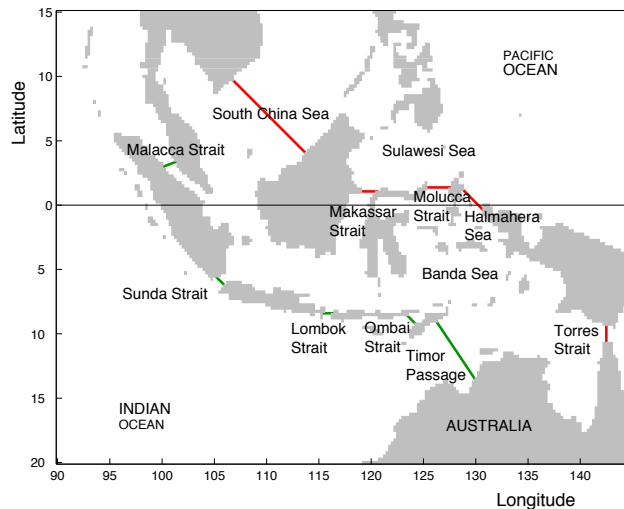 15
10
5
0
5
10
15
20
Latitude
90
95
100
105
110
115
120
125
130
135
140
Longitude
PACIFIC
OCEAN
South China Sea
Malacca Strait
Sulawesi Sea
Makassar
Strait
Molucca
Strait
Halmahera
Sea
Banda Sea
Sunda Strait
Lombok
Strait
Ombai
Strait
Timor
Passage
Torres
Strait
INDIAN
OCEAN
AUSTRALIA